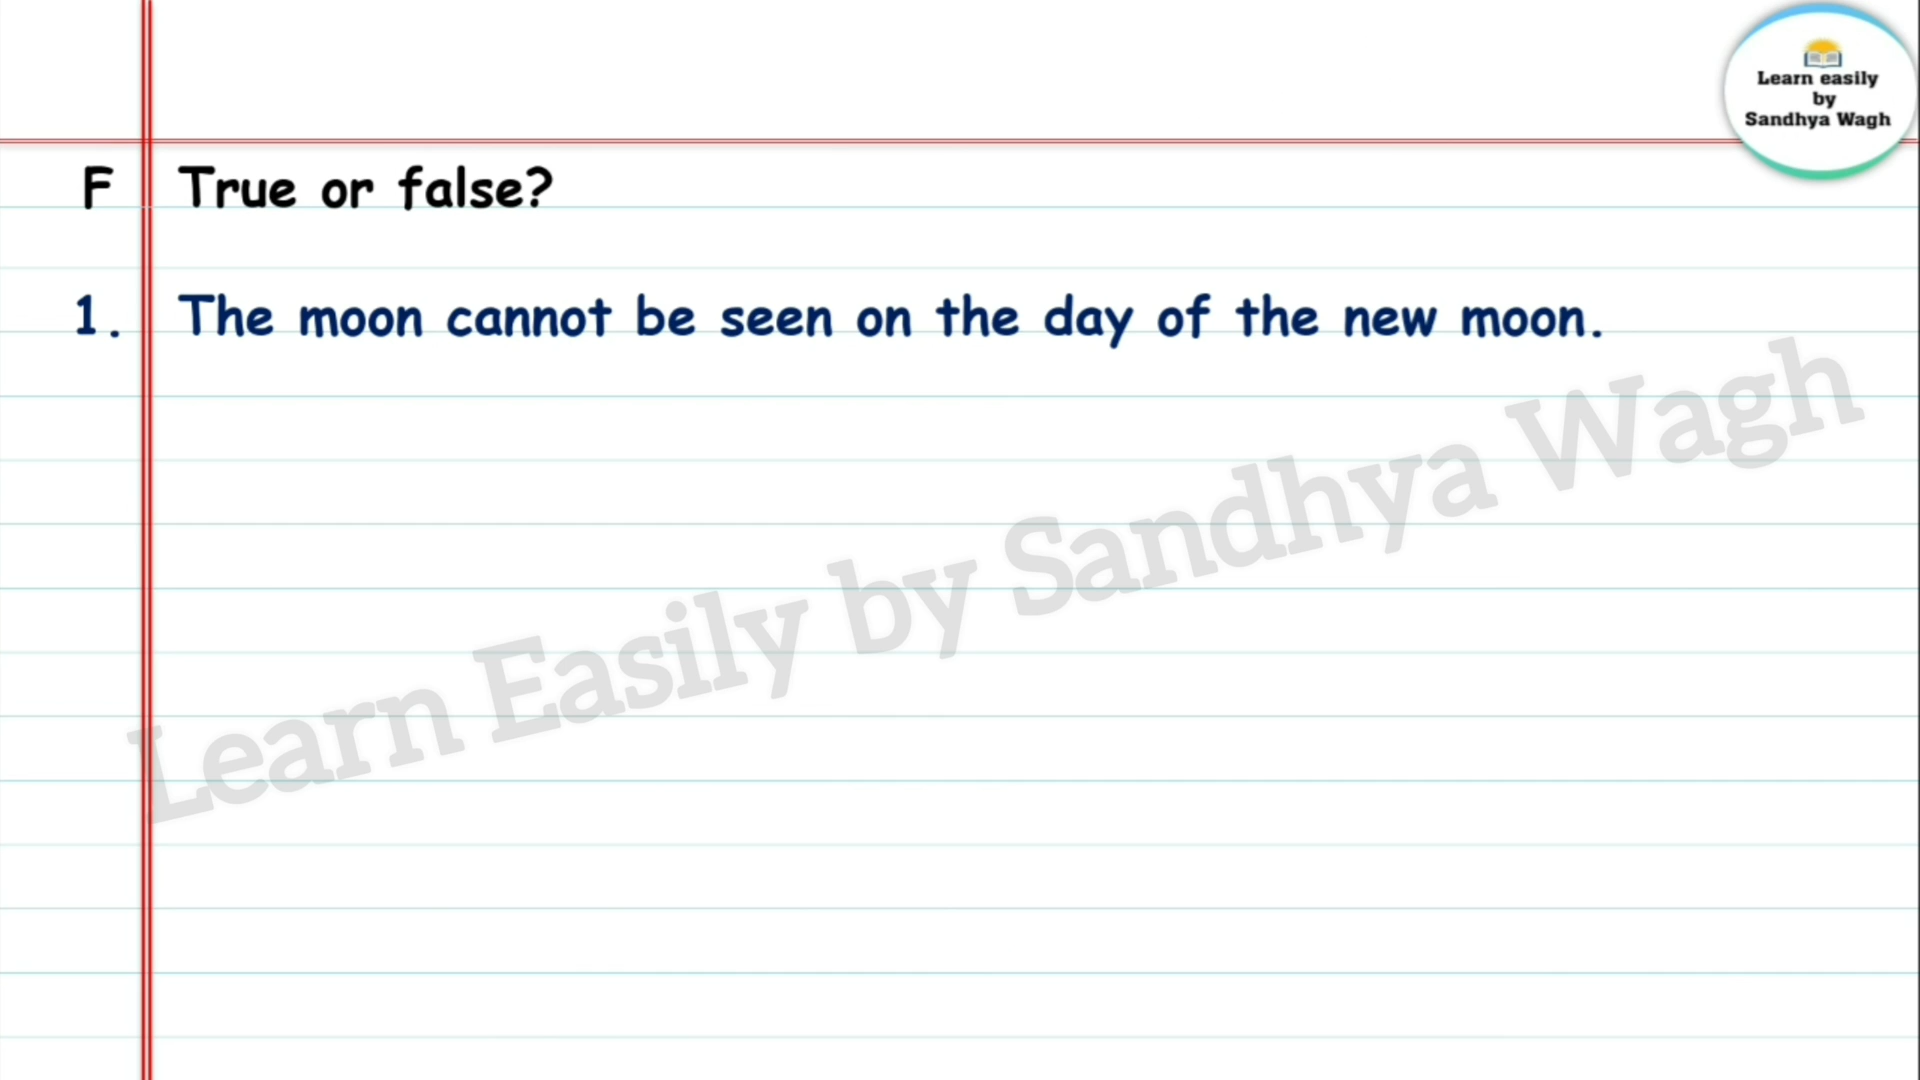 Learn easily
by
Sandhya Wagh
F True or false?
1. The moon cannot be seen on the day of the new moon.
Learn Easily by Sandhya Wagh